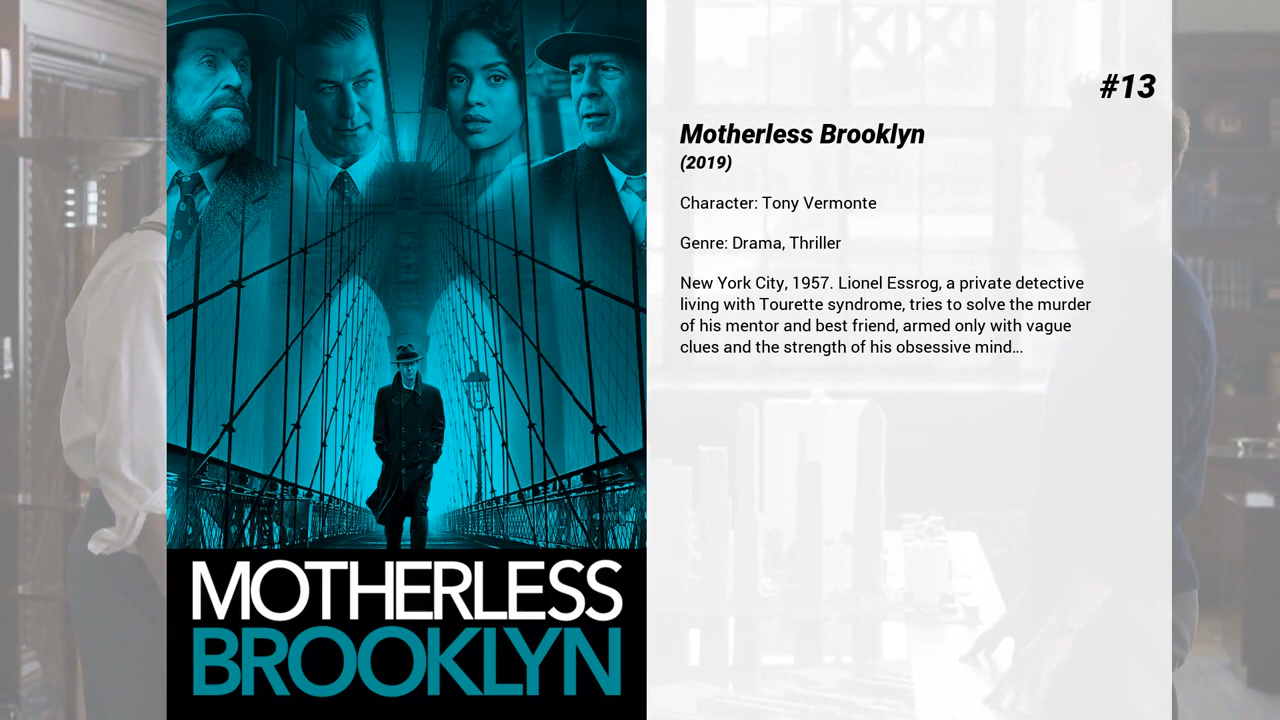 #13
Motherless Brooklyn
(2019)
Character: Tony Vermonte
Genre: Drama, Thriller
New York City, 1957. Lionel Essrog, a private detective
living with Tourette syndrome, tries to solve the murder
of his mentor and best friend, armed only with vague
clues and the strength of his obsessive mind...
MOTHERLESS
BROOKLYN